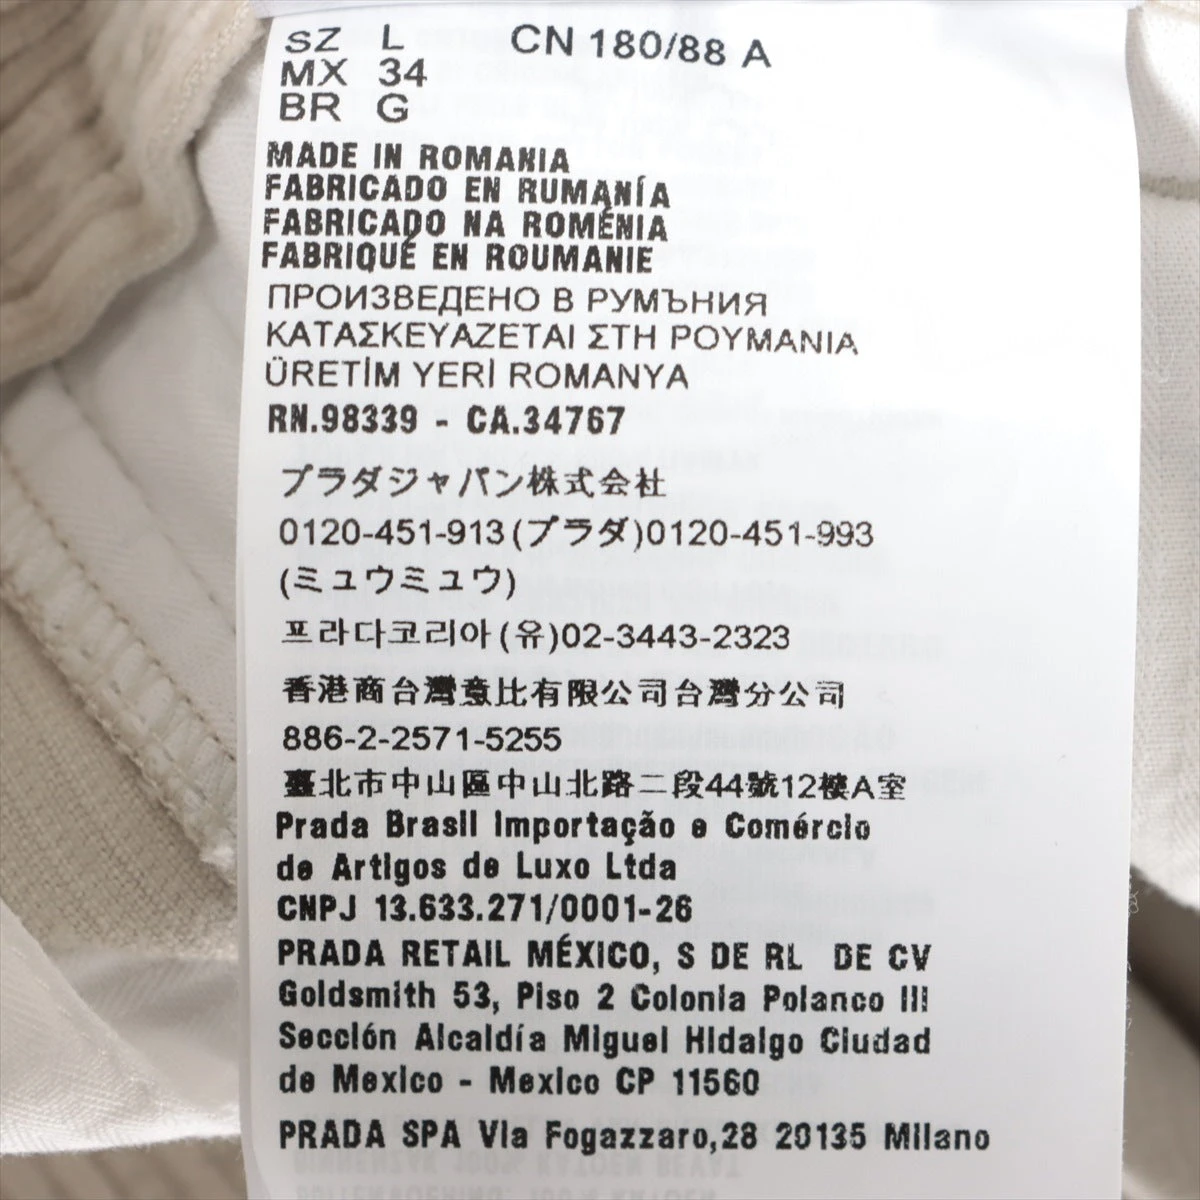 SZ L CN 180/88 A
MX 34
BR G
MADE IN ROMANIA
FABRICADO EN RUMANÍA
FABRICADO NA ROMÉNIA
FABRIQUÉ EN ROUMANIE
ПРОИЗВЕДЕНО В РУМЪНИЯ
ΚΑΤΑΣΚΕΥΑΖΕΤΑΙ ΣΤΗ ΡΟΥΜΑΝΙΑ
ÜRETİM YERİ ROMANYA
RN.98339 - CA.34767
プラダジャパン株式会社
0120-451-913(プラダ)0120-451-993
(ミュウミュウ)
프라다코리아(유)02-3443-2323
香港商台灣意比有限公司台灣分公司
886-2-2571-5255
臺北市中山區中山北路二段44號12樓A室
Prada Brasil Importação e Comércio
de Artigos de Luxo Ltda
CNPJ 13.633.271/0001-26
PRADA RETAIL MÉXICO, S DE RL DE CV
Goldsmith 53, Piso 2 Colonia Polanco III
Sección Alcaldía Miguel Hidalgo Ciudad
de Mexico - Mexico CP 11560
PRADA SPA Via Fogazzaro,28 20135 Milano